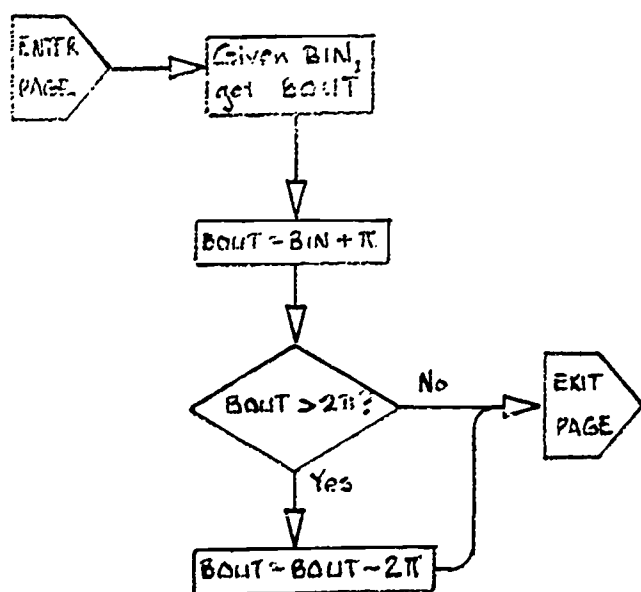 ENTER
PAGE
Given BIN,
get BOUT
BOUT = BIN + π
BOUT > 2π?
No
EXIT
PAGE
Yes
BOUT = BOUT - 2π